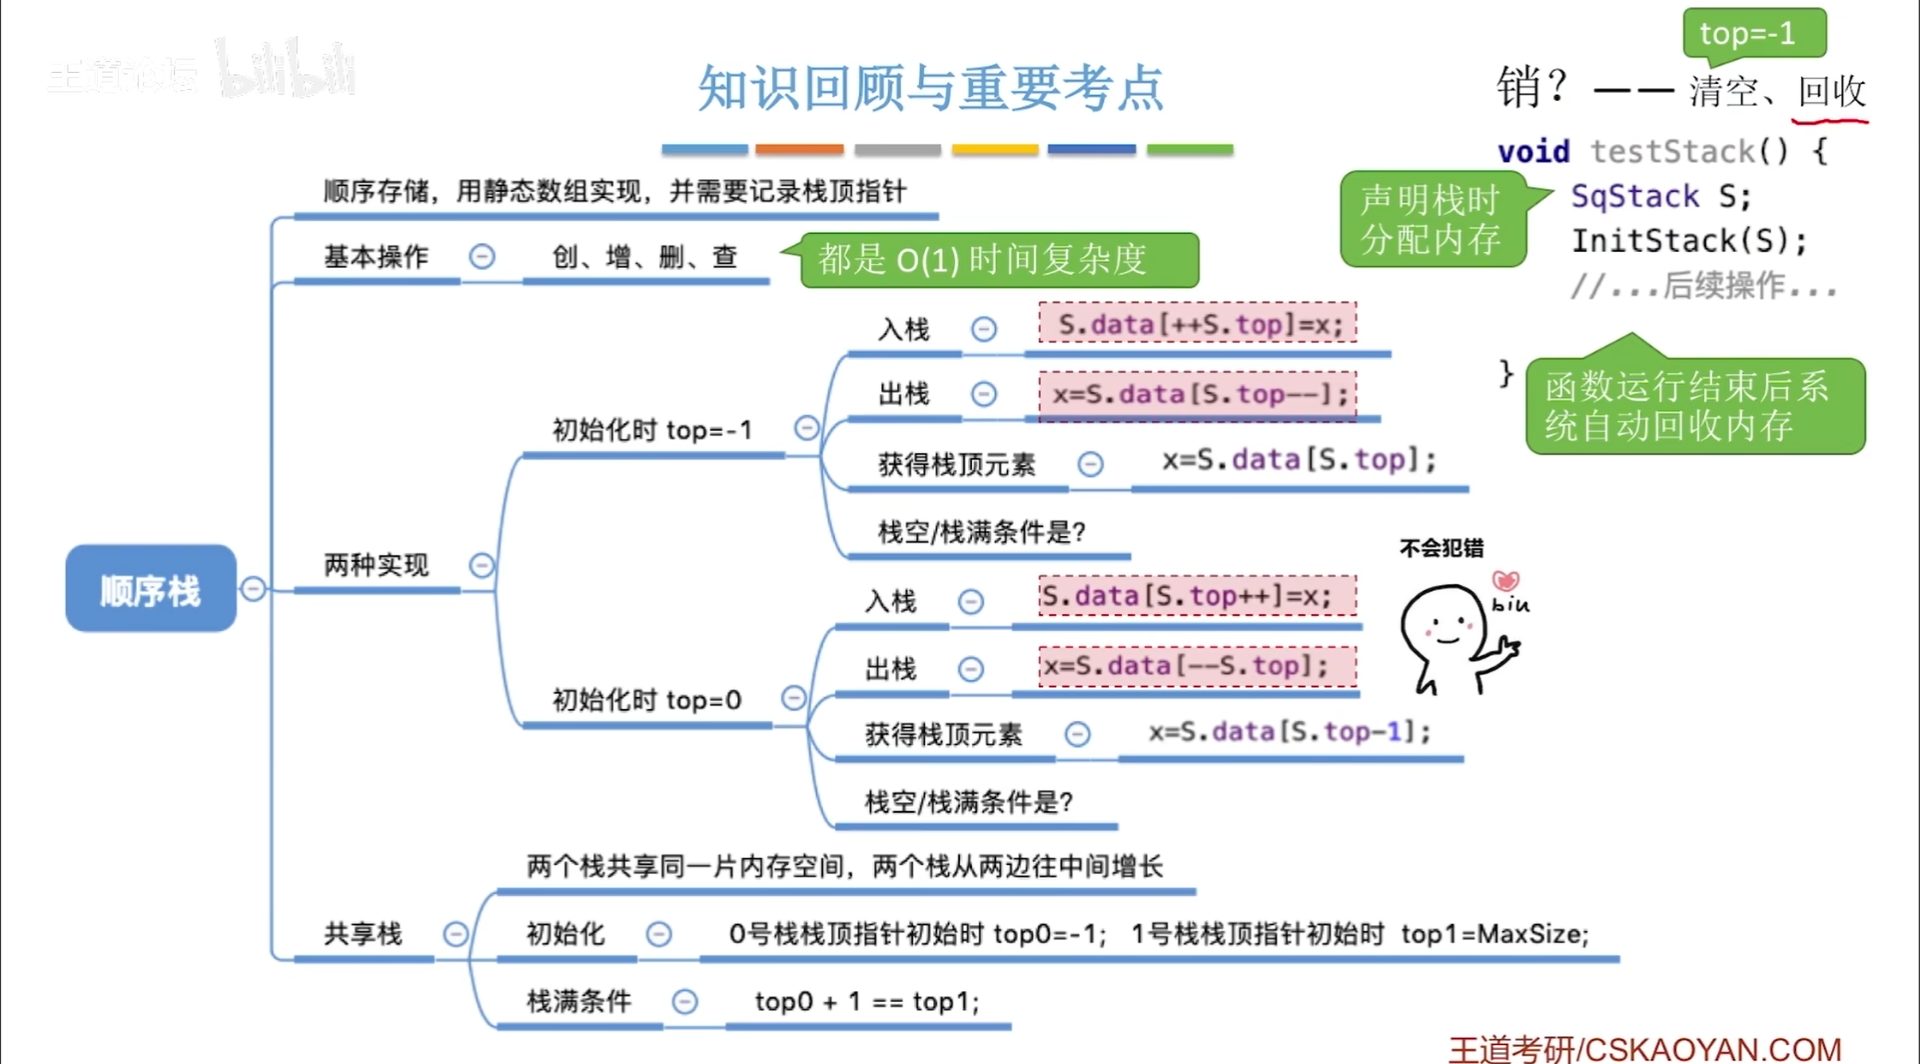 王道论坛 bilibili
知识回顾与重要考点
top=-1
销？ —— 清空、回收
void testStack() {
SqStack S;
InitStack(S);
//...后续操作...
}
声明栈时
分配内存
函数运行结束后系
统自动回收内存
顺序栈
顺序存储，用静态数组实现，并需要记录栈顶指针
基本操作
创、增、删、查
都是 O(1) 时间复杂度
两种实现
初始化时 top=-1
入栈
S.data[++S.top]=x;
出栈
x=S.data[S.top--];
获得栈顶元素
x=S.data[S.top];
栈空/栈满条件是?
初始化时 top=0
入栈
S.data[S.top++]=x;
出栈
x=S.data[--S.top];
获得栈顶元素
x=S.data[S.top-1];
栈空/栈满条件是?
不会犯错
biu
共享栈
两个栈共享同一片内存空间，两个栈从两边往中间增长
初始化
0号栈栈顶指针初始时 top0=-1； 1号栈栈顶指针初始时 top1=MaxSize;
栈满条件
top0 + 1 == top1;
王道考研/CSKAOYAN.COM